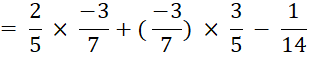 = 2/5 × -3/7 + (-3/7) × 3/5 − 1/14